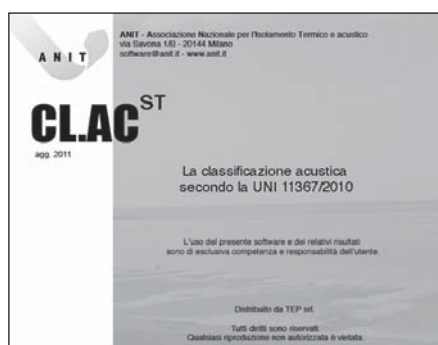 ANIT
ANIT - Associazione Nazionale per l'Isolamento Termico e acustico
via Savona 1/B - 20144 Milano
software@anit.it - www.anit.it
CL.AC ST
agg. 2011
La classificazione acustica
secondo la UNI 11367/2010
L'uso del presente software e dei relativi risultati
sono di esclusiva competenza e responsabilità dell'utente.
Distribuito da TEP srl.
Tutti diritti sono riservati.
Qualsiasi riproduzione non autorizzata è vietata.